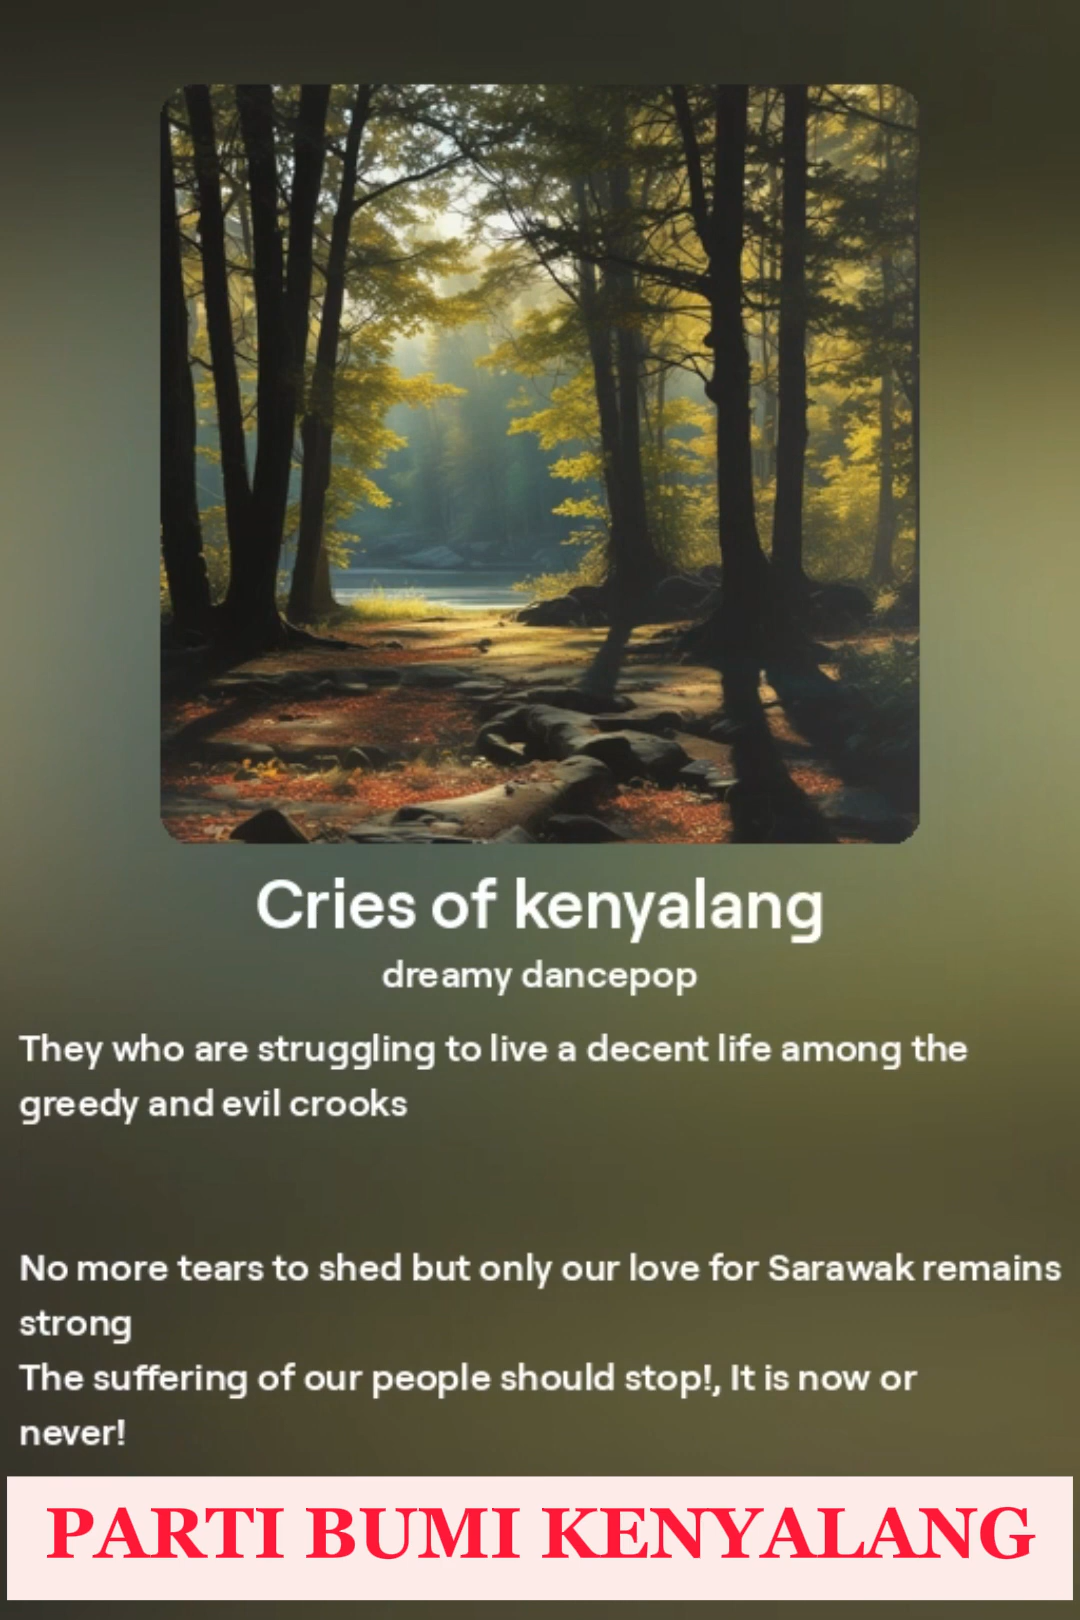 Cries of kenyalang
dreamy dancepop
They who are struggling to live a decent life among the
greedy and evil crooks
No more tears to shed but only our love for Sarawak remains
strong
The suffering of our people should stop!, It is now or
never!
PARTI BUMI KENYALANG